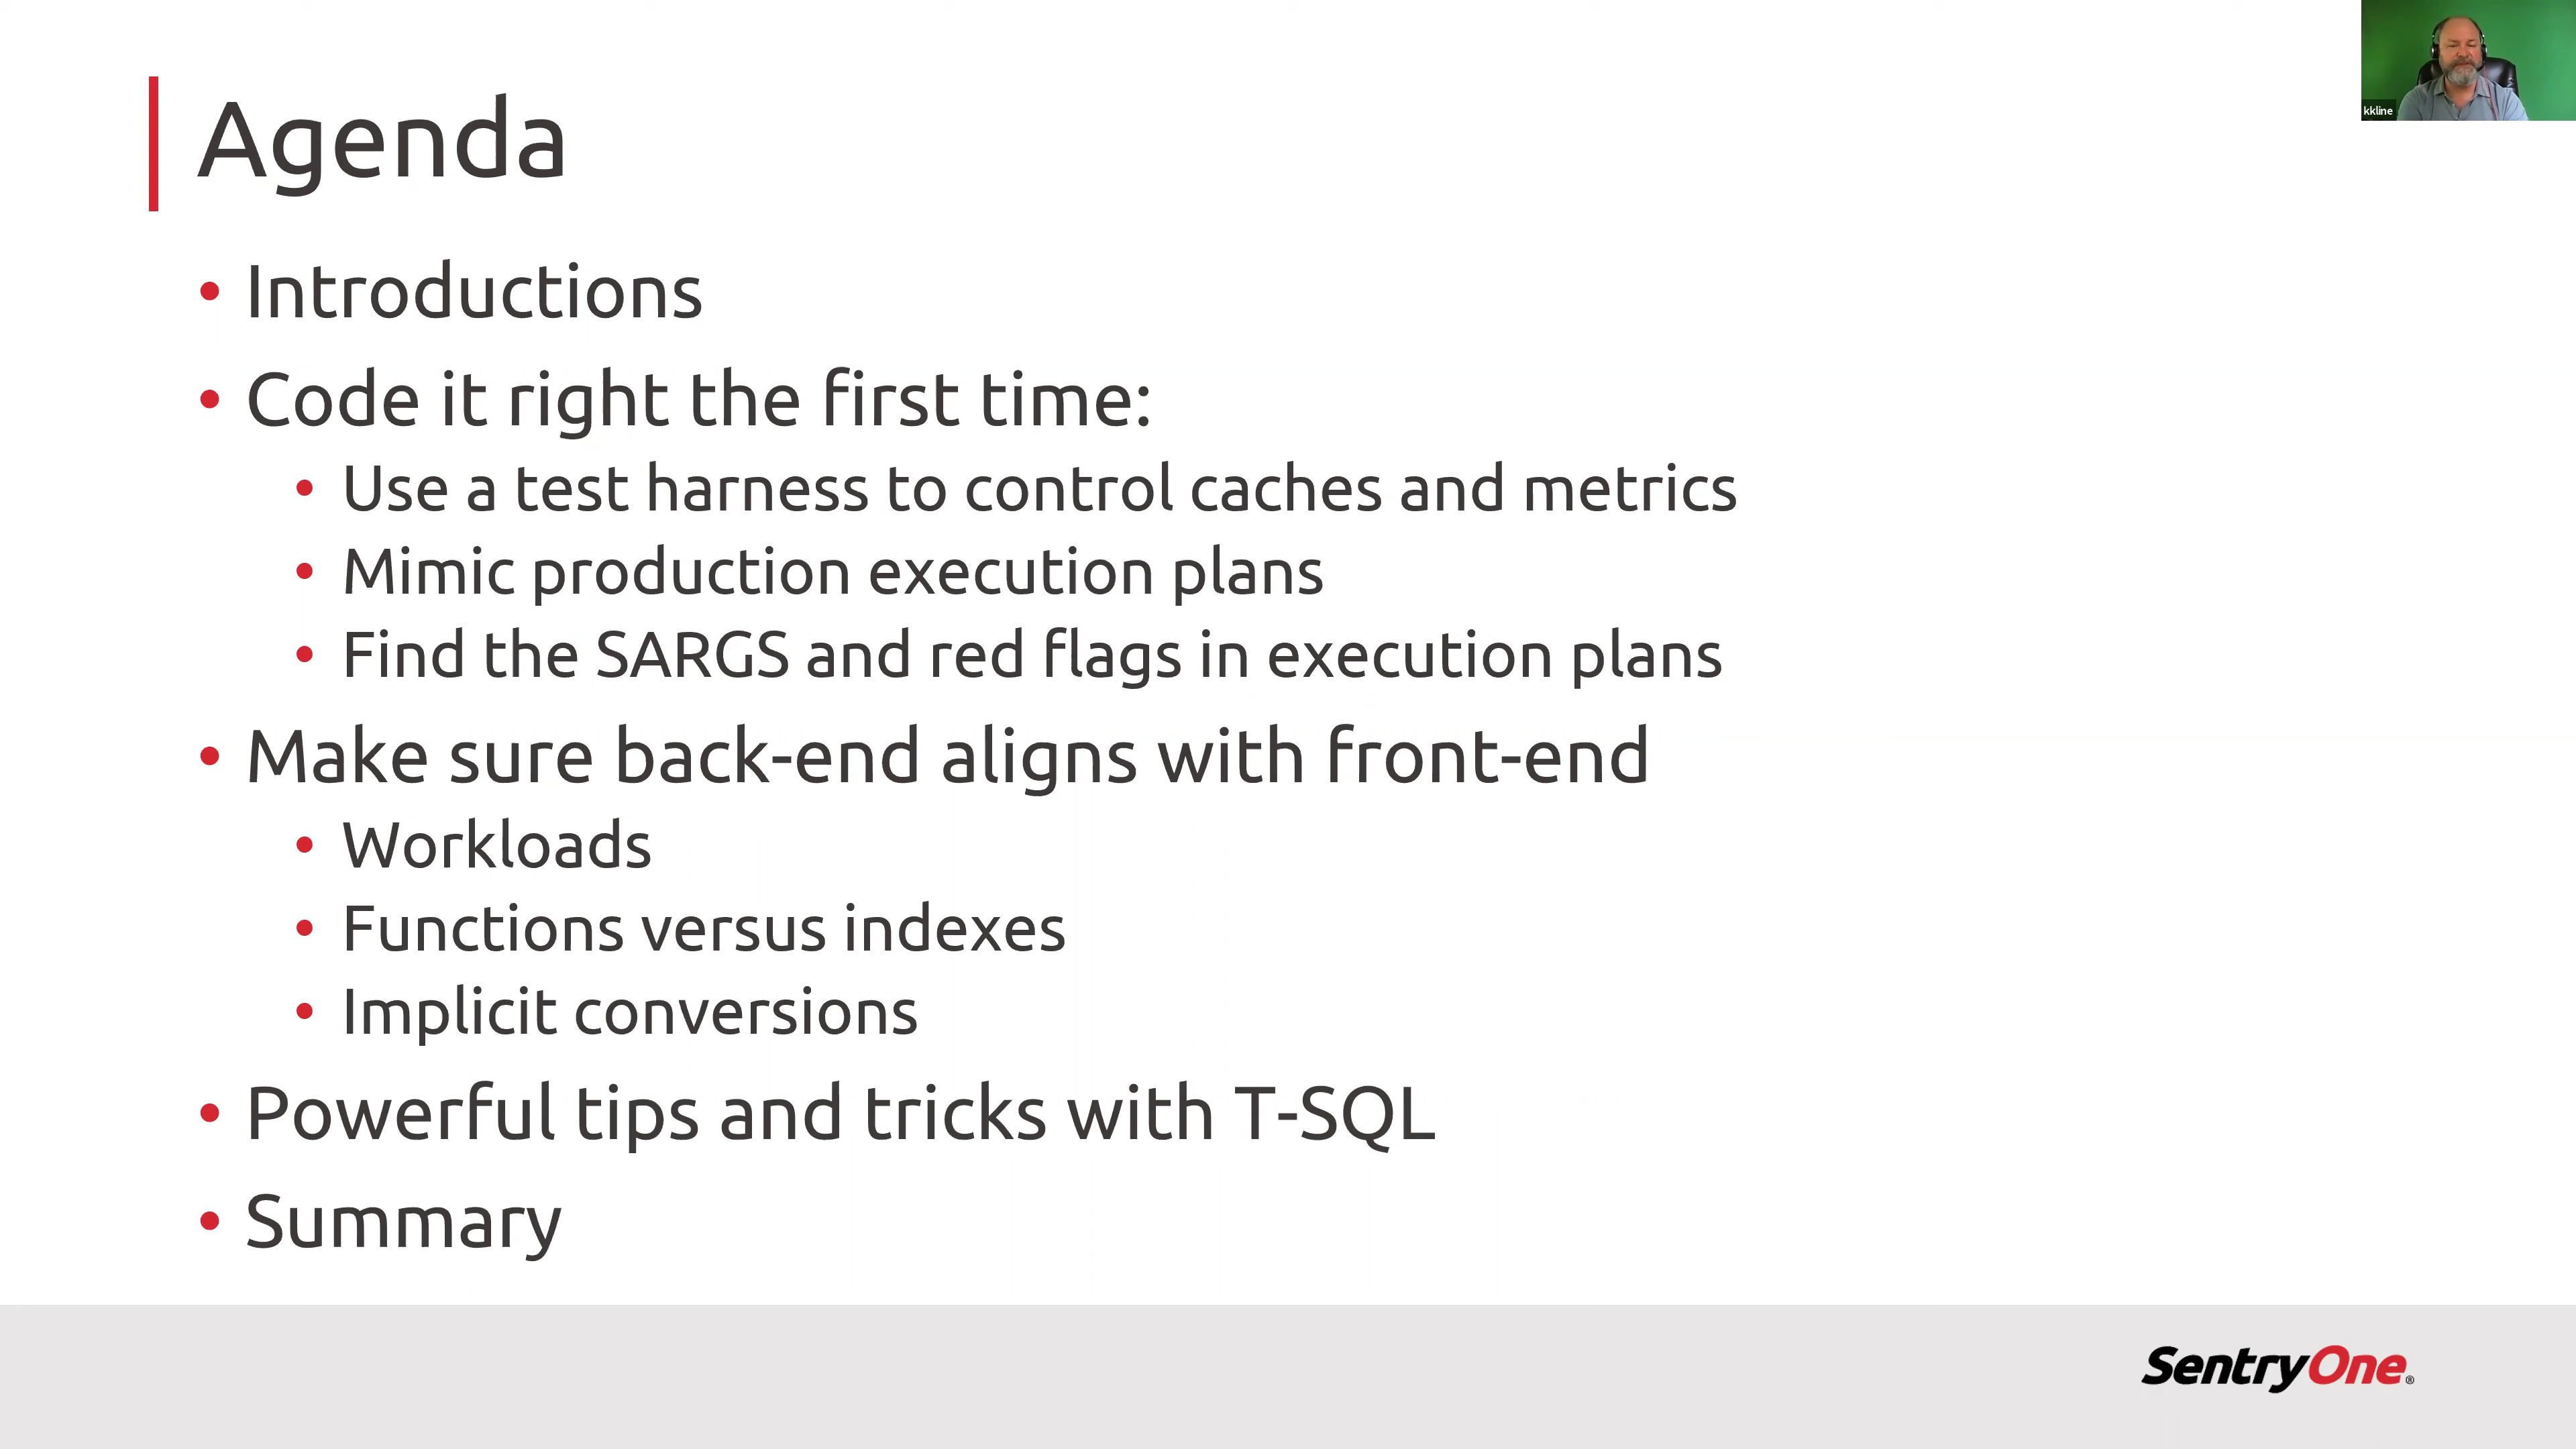 kkline
Agenda
• Introductions
• Code it right the first time:
• Use a test harness to control caches and metrics
• Mimic production execution plans
• Find the SARGS and red flags in execution plans
• Make sure back-end aligns with front-end
• Workloads
• Functions versus indexes
• Implicit conversions
• Powerful tips and tricks with T-SQL
• Summary
SentryOne®